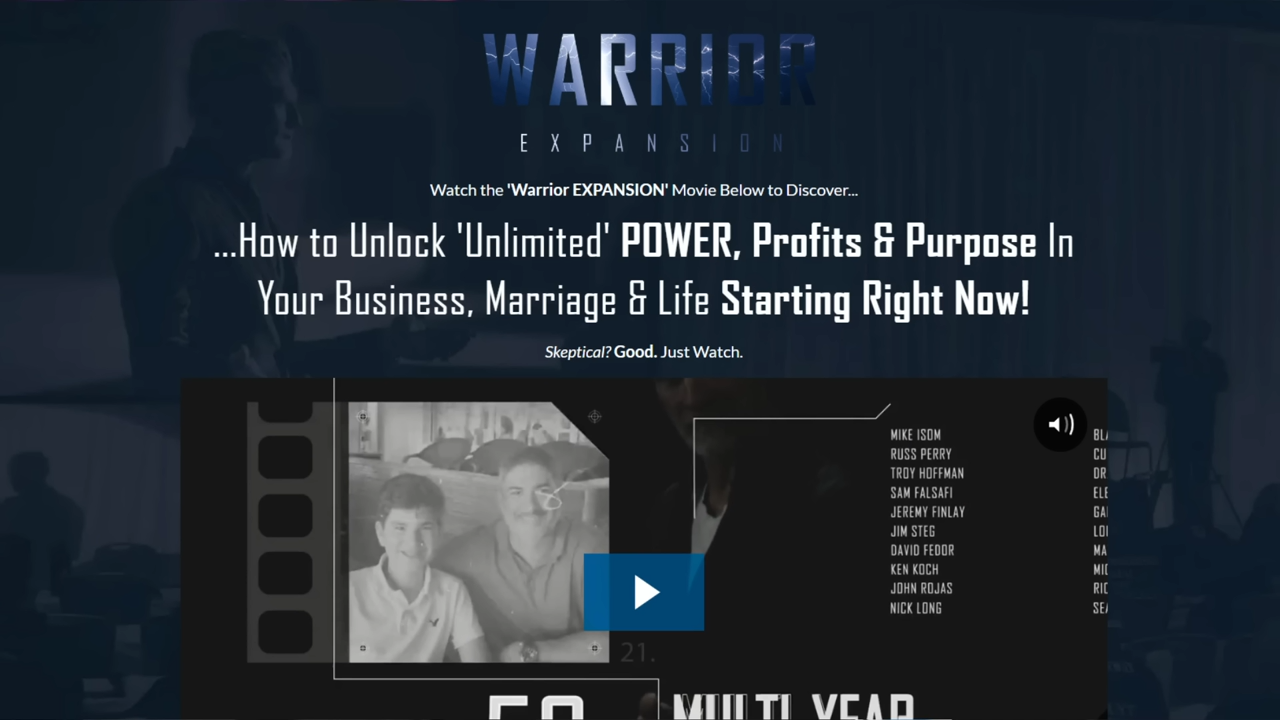 WARRIOR
EXPANSION
Watch the 'Warrior EXPANSION' Movie Below to Discover...
...How to Unlock 'Unlimited' POWER, Profits & Purpose In
Your Business, Marriage & Life Starting Right Now!
Skeptical? Good. Just Watch.
MIKE ISOM
RUSS PERRY
TROY HOFFMAN
SAM FALSAFI
JEREMY FINLAY
JIM STEG
DAVID FEDOR
KEN KOCH
JOHN ROJAS
NICK LONG
21.
MULTI YEAR